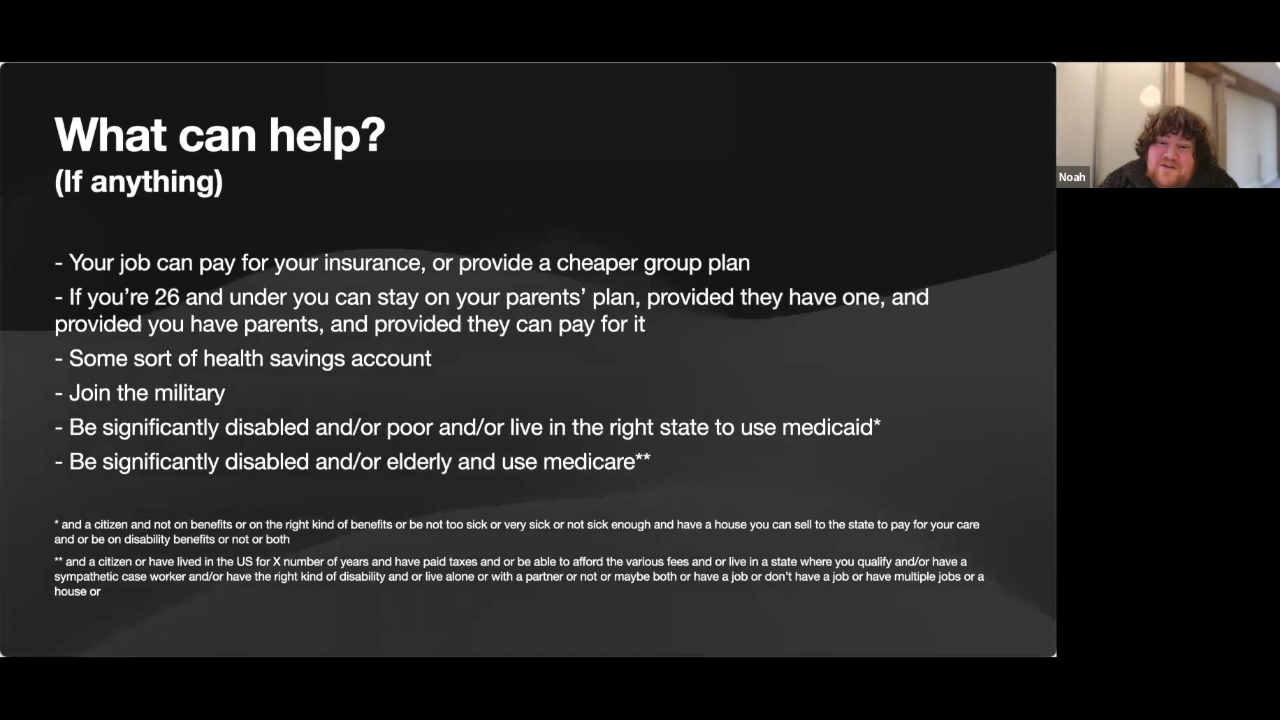 What can help?
(If anything)
- Your job can pay for your insurance, or provide a cheaper group plan
- If you’re 26 and under you can stay on your parents’ plan, provided they have one, and
provided you have parents, and provided they can pay for it
- Some sort of health savings account
- Join the military
- Be significantly disabled and/or poor and/or live in the right state to use medicaid*
- Be significantly disabled and/or elderly and use medicare**
* and a citizen and not on benefits or on the right kind of benefits or be not too sick or very sick or not sick enough and have a house you can sell to the state to pay for your care
and or be on disability benefits or not or both
** and a citizen or have lived in the US for X number of years and have paid taxes and or be able to afford the various fees and or live in a state where you qualify and/or have a
sympathetic case worker and/or have the right kind of disability and or live alone or with a partner or not or maybe both or have a job or don’t have a job or have multiple jobs or a
house or
Noah